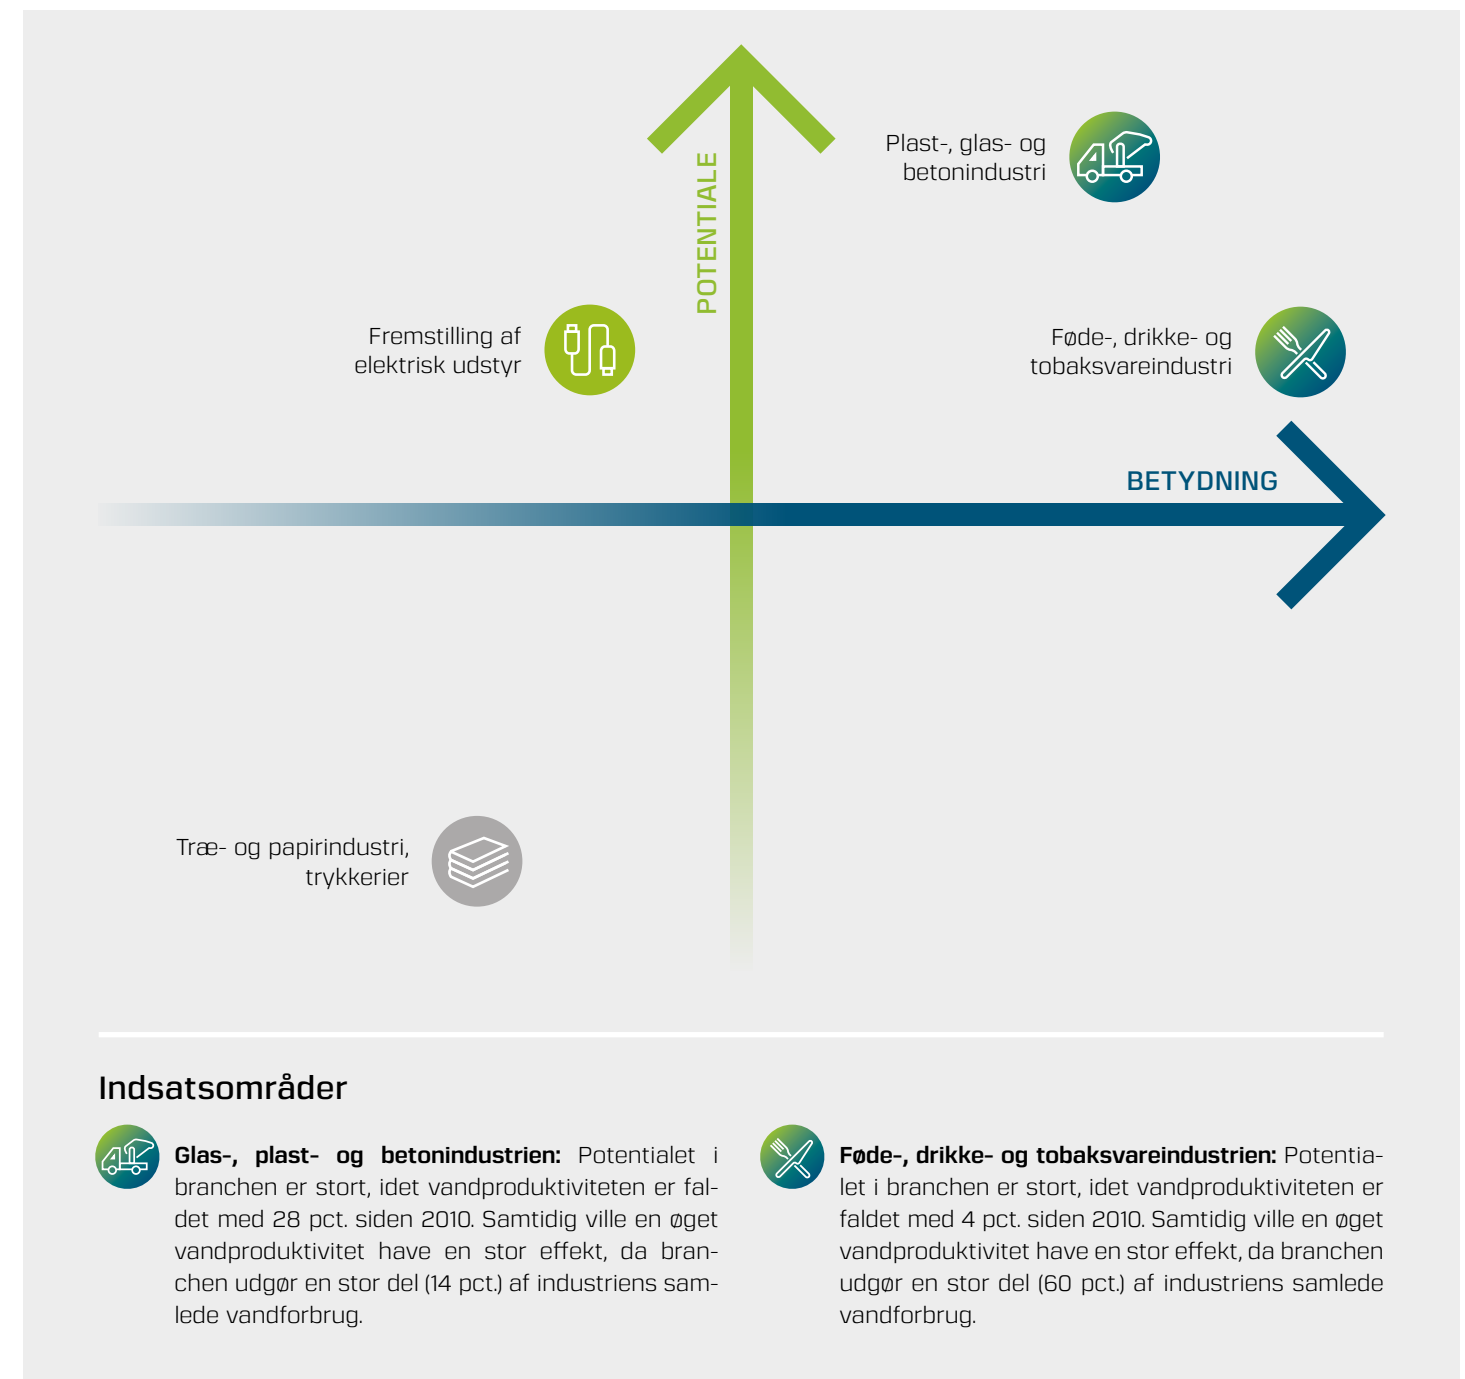 POTENTIALE
Plast-, glas- og
betonindustri
Fremstilling af
elektrisk udstyr
Føde-, drikke- og
tobaksvareindustri
BETYDNING
Træ- og papirindustri,
trykkerier
Indsatsområder
Glas-, plast- og betonindustrien: Potentialet i
branchen er stort, idet vandproduktiviteten er fal-
det med 28 pct. siden 2010. Samtidig ville en øget
vandproduktivitet have en stor effekt, da bran-
chen udgør en stor del (14 pct.) af industriens sam-
lede vandforbrug.
Føde-, drikke- og tobaksvareindustrien: Potentia-
let i branchen er stort, idet vandproduktiviteten er
faldet med 4 pct. siden 2010. Samtidig ville en øget
vandproduktivitet have en stor effekt, da branchen
udgør en stor del (60 pct.) af industriens samlede
vandforbrug.